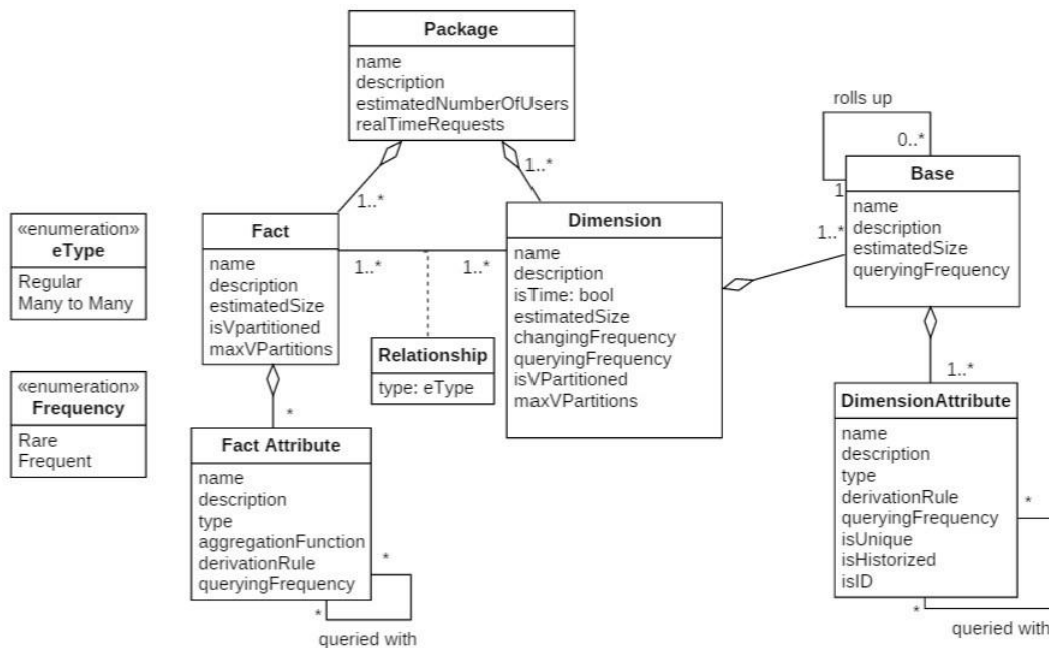 Package
name
description
estimatedNumberOfUsers
realTimeRequests
1..*
1..*
rolls up
0..*
1
Base
name
description
estimatedSize
queryingFrequency
1..*
«enumeration»
eType
Regular
Many to Many
Fact
name
description
estimatedSize
isVpartitioned
maxVPartitions
1..*
1..*
Dimension
name
description
isTime: bool
estimatedSize
changingFrequency
queryingFrequency
isVPartitioned
maxVPartitions
Relationship
type: eType
«enumeration»
Frequency
Rare
Frequent
*
Fact Attribute
name
description
type
aggregationFunction
derivationRule
queryingFrequency
*
*
queried with
1..*
DimensionAttribute
name
description
type
derivationRule
queryingFrequency
isUnique
isHistorized
isID
*
*
queried with